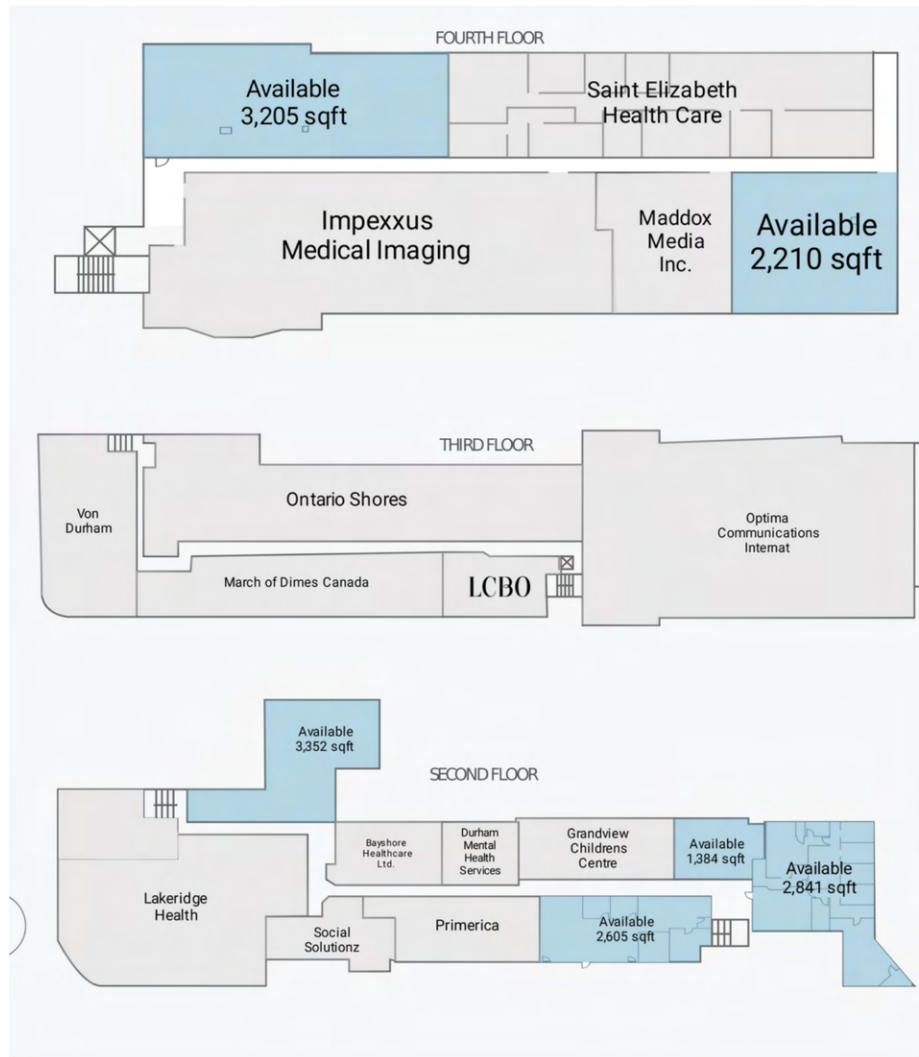 FOURTH FLOOR
Available
3,205 sqft
Saint Elizabeth
Health Care
Impexxus
Medical Imaging
Maddox
Media
Inc.
Available
2,210 sqft
THIRD FLOOR
Von
Durham
Ontario Shores
Optima
Communications
Internat
March of Dimes Canada
LCBO
Available
3,352 sqft
SECOND FLOOR
Bayshore
Healthcare
Ltd.
Durham
Mental
Health
Services
Grandview
Childrens
Centre
Available
1,384 sqft
Available
2,841 sqft
Lakeridge
Health
Social
Solutionz
Primerica
Available
2,605 sqft